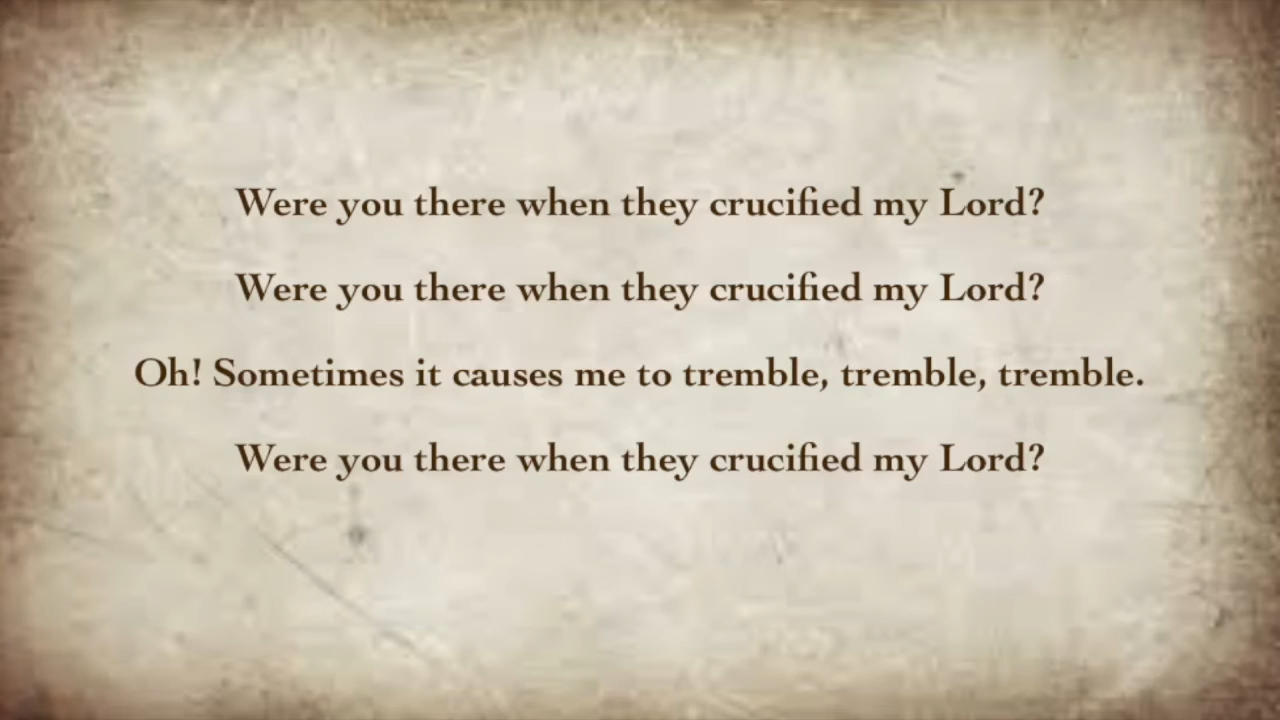 Were you there when they crucified my Lord?
Were you there when they crucified my Lord?
Oh! Sometimes it causes me to tremble, tremble, tremble.
Were you there when they crucified my Lord?